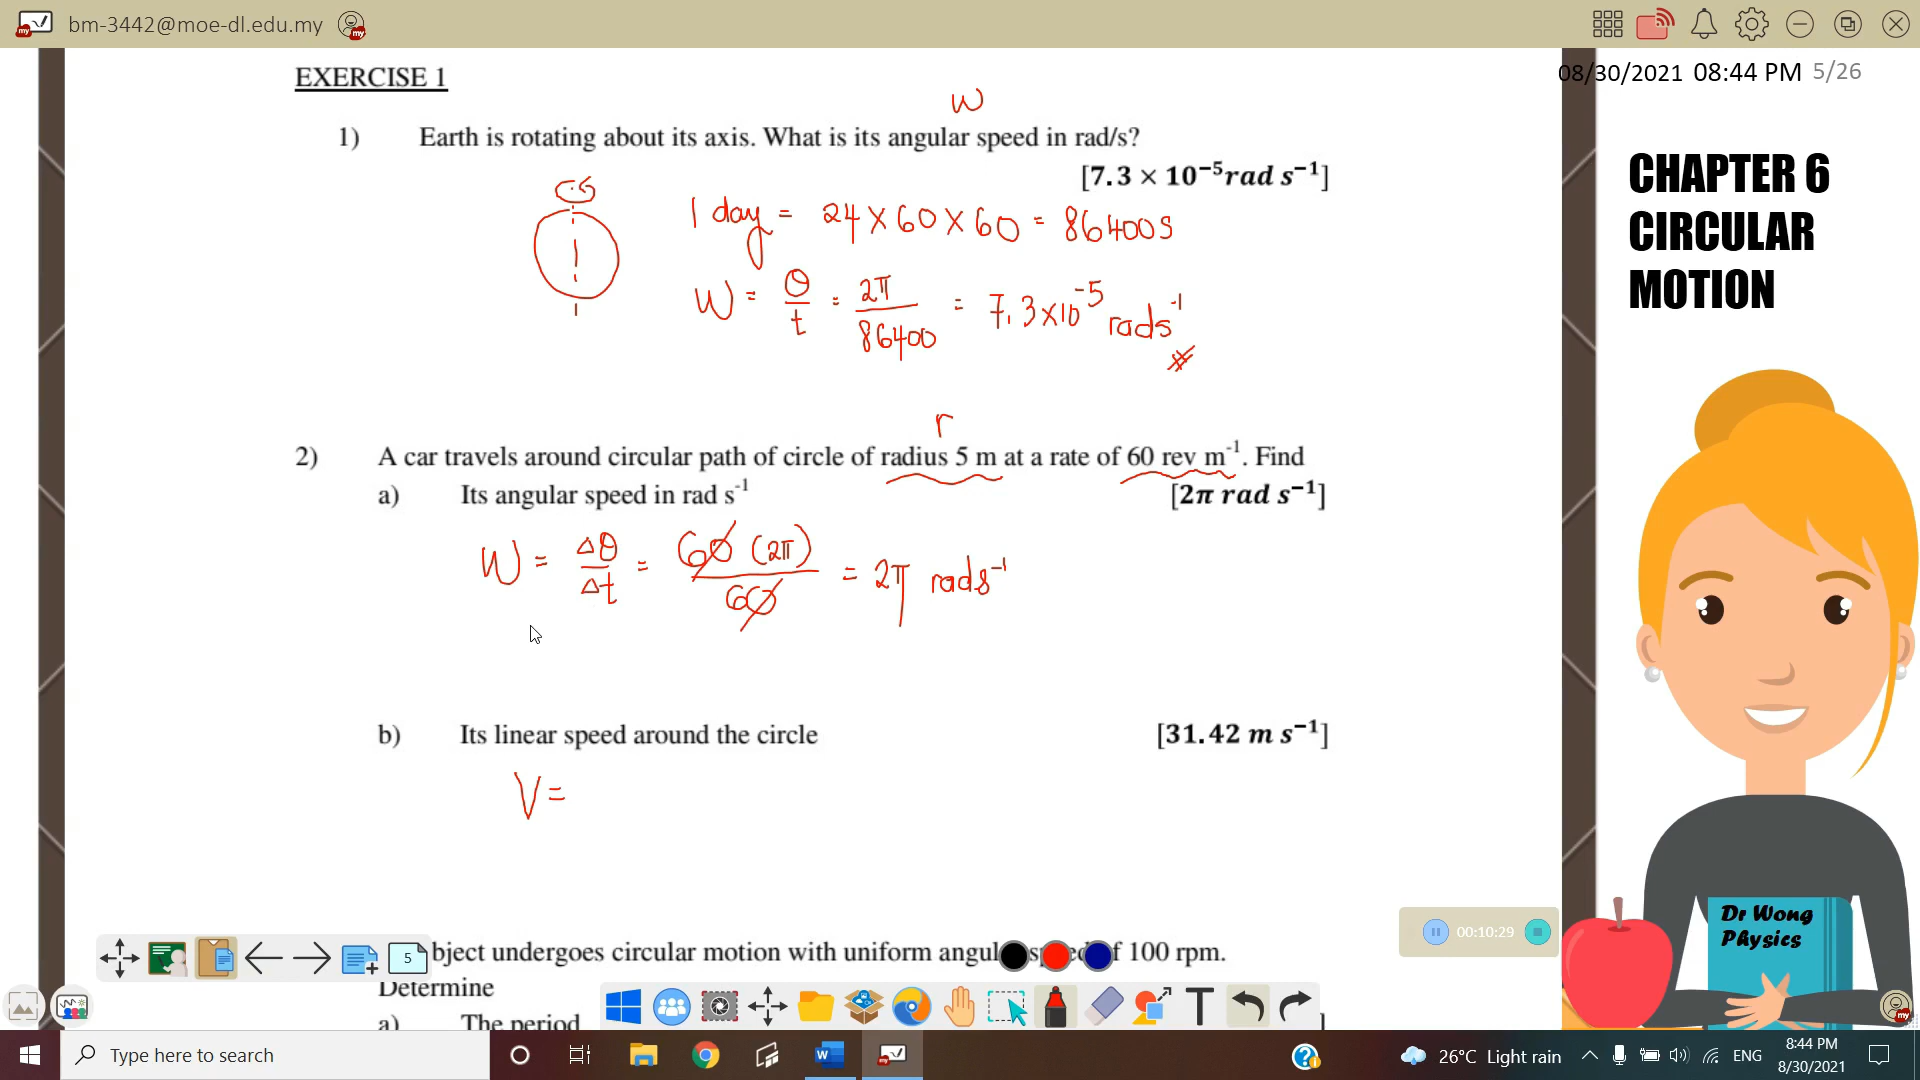 bm-3442@moe-dl.edu.my
EXERCISE 1
08/30/2021 08:44 PM 5/26
ω
1) Earth is rotating about its axis. What is its angular speed in rad/s?
[7.3 × 10⁻⁵ rad s⁻¹]
1 day = 24 × 60 × 60 = 86400 s
ω = θ/t = 2π/86400 = 7.3×10⁻⁵ rads⁻¹
r
2) A car travels around circular path of circle of radius 5 m at a rate of 60 rev m⁻¹. Find
a) Its angular speed in rad s⁻¹ [2π rad s⁻¹]
ω = Δθ/Δt = 60 (2π)/60 = 2π rads⁻¹
b) Its linear speed around the circle [31.42 m s⁻¹]
V =
bject undergoes circular motion with uniform angul sp ed f 100 rpm.
Determine
a) The period
CHAPTER 6
CIRCULAR
MOTION
Dr Wong
Physics
00:10:29
5
Type here to search
26°C Light rain
ENG
8:44 PM
8/30/2021